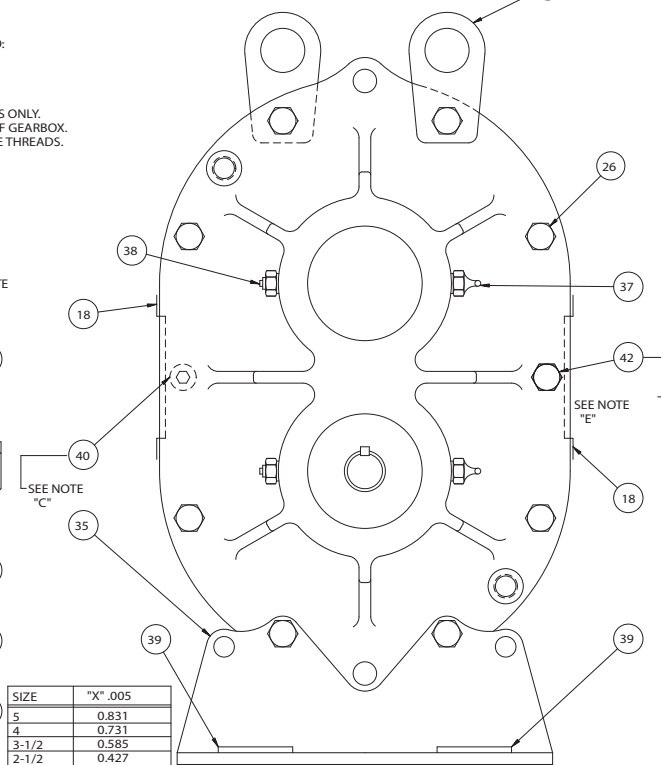 S ONLY.
F GEARBOX.
E THREADS.
26
38
37
18
42
SEE NOTE
"E"
40
SEE NOTE
"C"
18
35
39
39
SIZE "X" .005
5 0.831
4 0.731
3-1/2 0.585
2-1/2 0.427